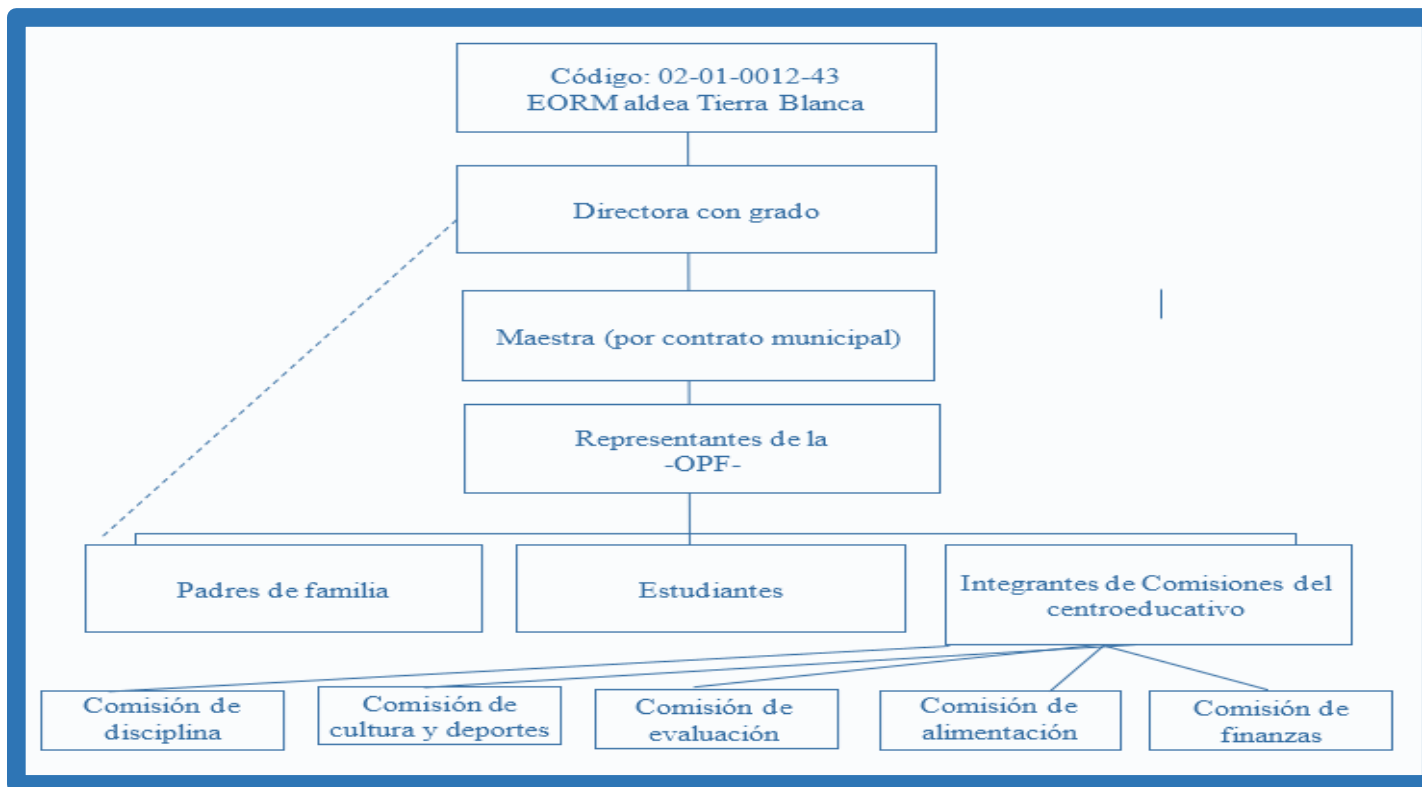 Código: 02-01-0012-43
EORM aldea Tierra Blanca
Directora con grado
Maestra (por contrato municipal)
Representantes de la
-OPF-
Padres de familia
Estudiantes
Integrantes de Comisiones del
centroeducativo
Comisión de
disciplina
Comisión de
cultura y deportes
Comisión de
evaluación
Comisión de
alimentación
Comisión de
finanzas